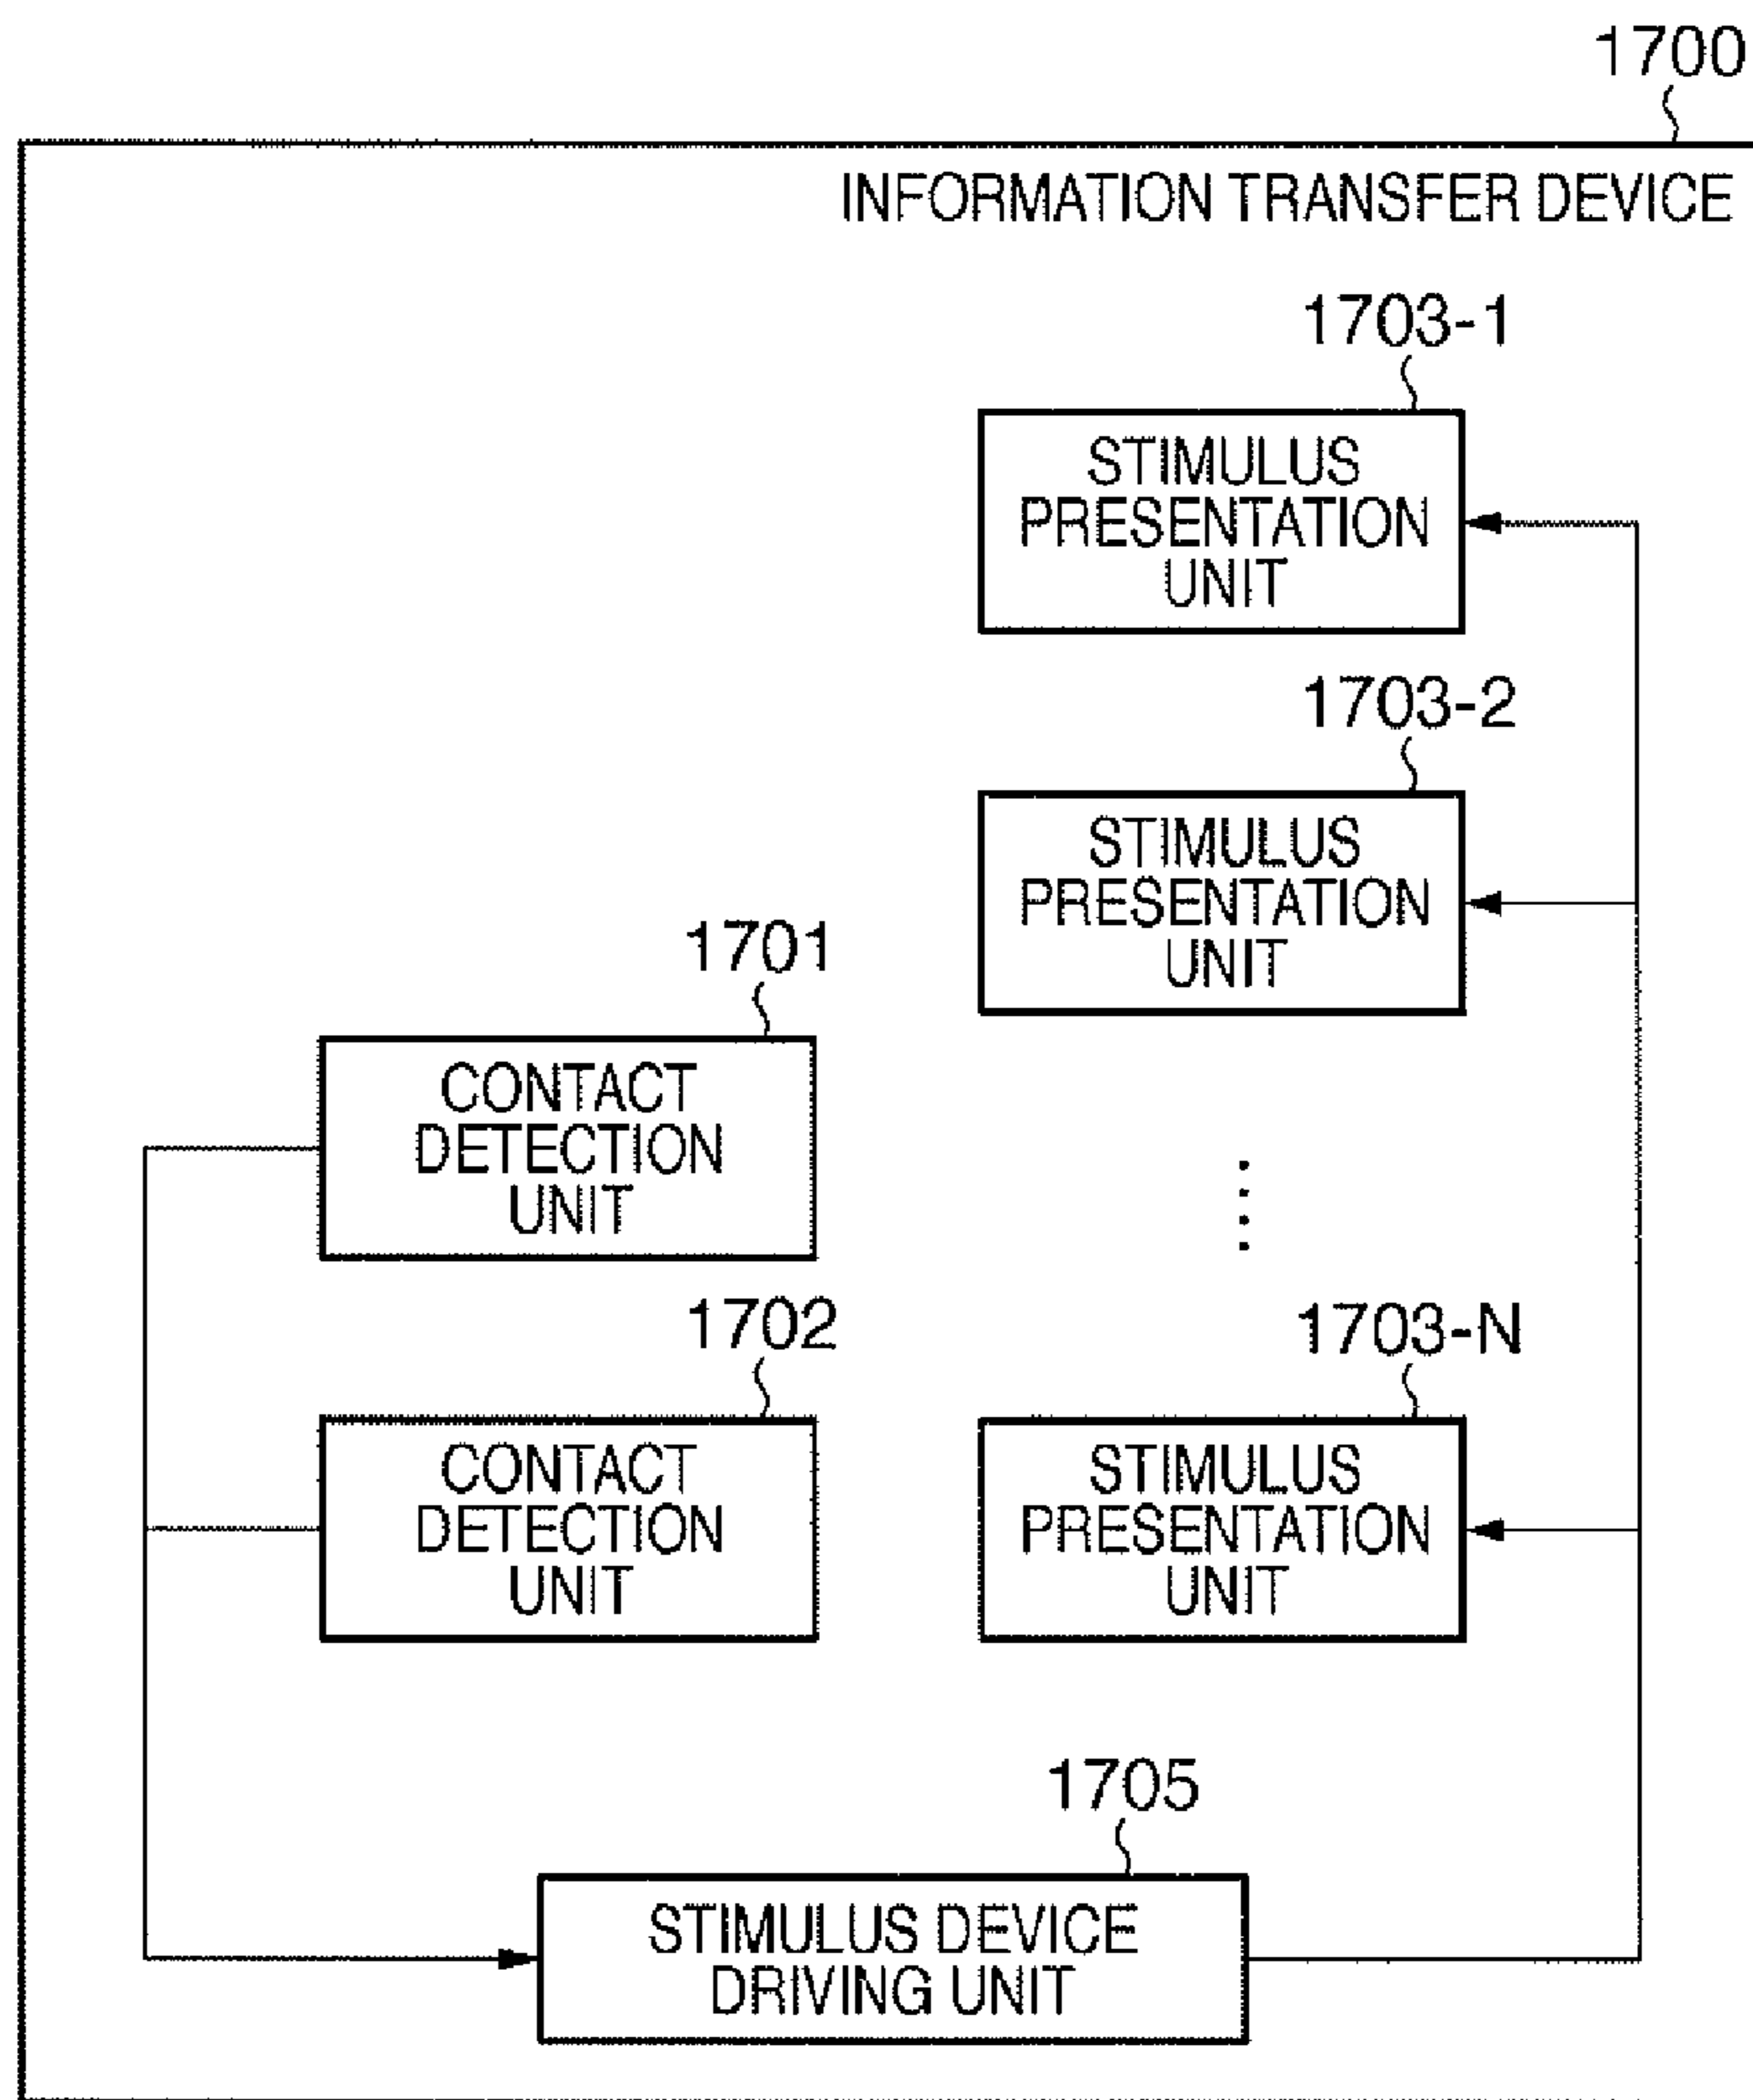 1700
INFORMATION TRANSFER DEVICE
1703-1
STIMULUS
PRESENTATION
UNIT
1703-2
STIMULUS
PRESENTATION
UNIT
1701
CONTACT
DETECTION
UNIT
1702
CONTACT
DETECTION
UNIT
1703-N
STIMULUS
PRESENTATION
UNIT
1705
STIMULUS DEVICE
DRIVING UNIT